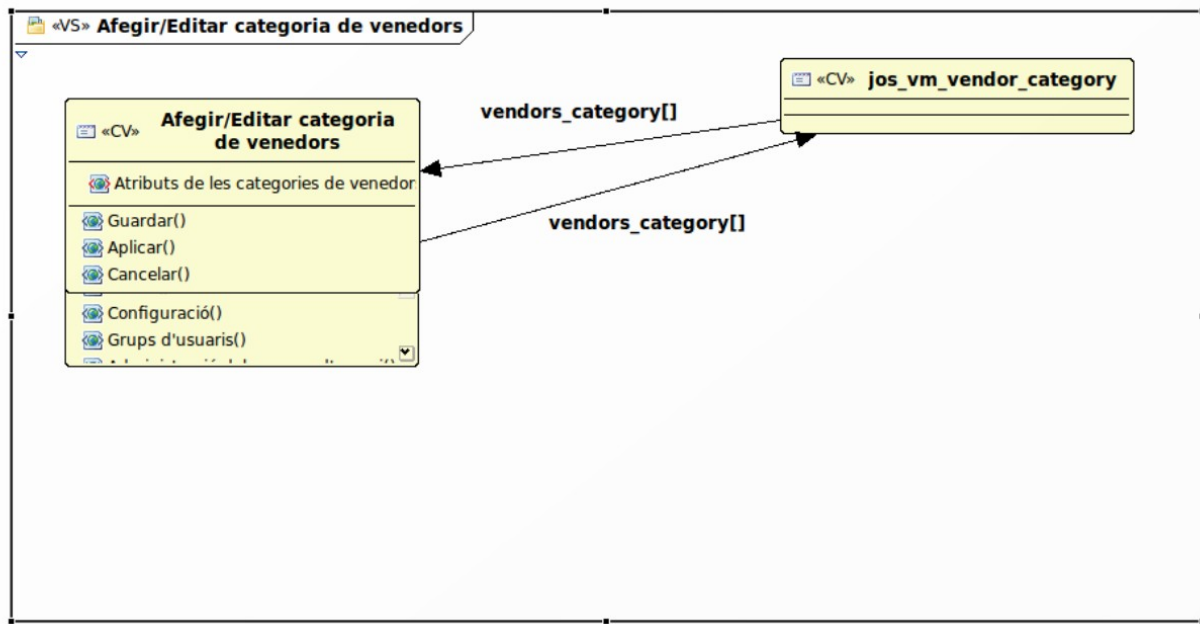 «VS» Afegir/Editar categoria de venedors
«CV» jos_vm_vendor_category
vendors_category[]
«CV» Afegir/Editar categoria
de venedors
Atributs de les categories de venedor
Guardar()
vendors_category[]
Aplicar()
Cancelar()
Configuració()
Grups d'usuaris()